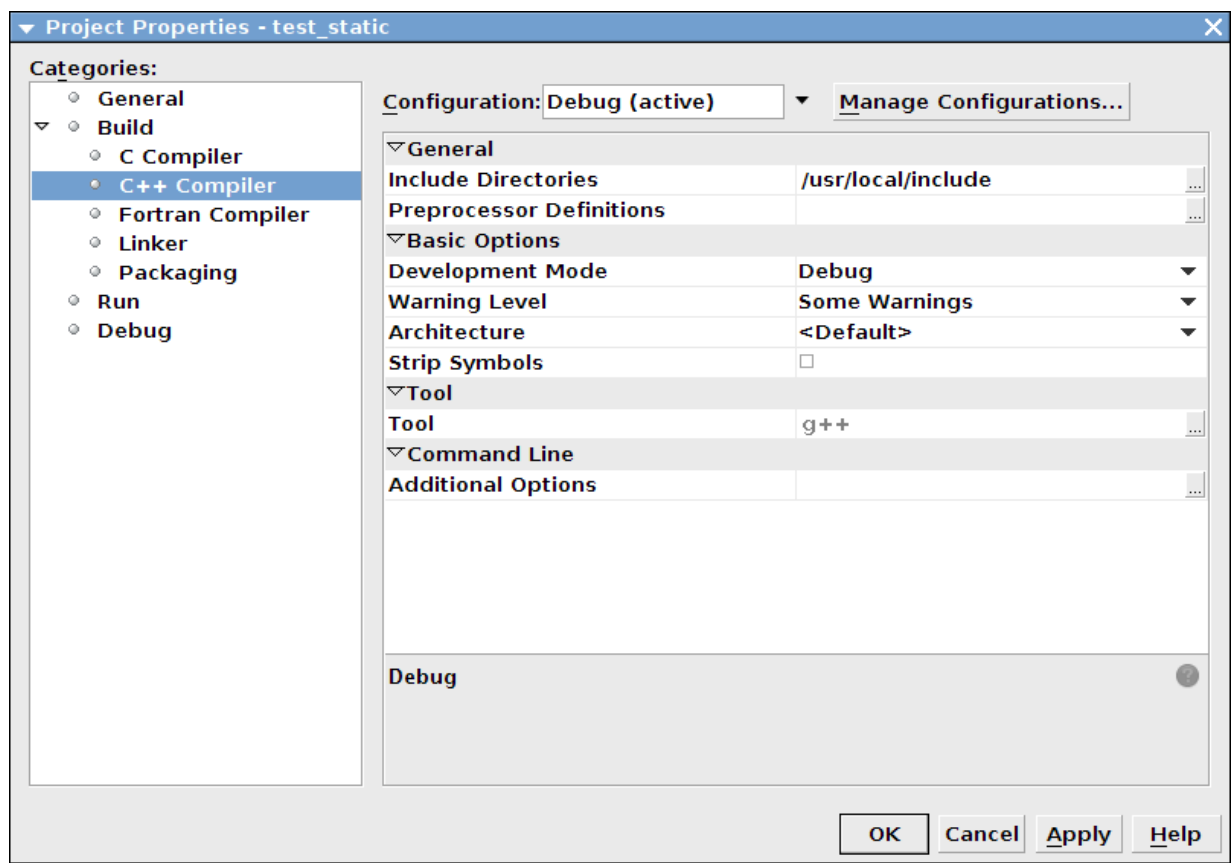 Project Properties - test_static
Categories:
General
Build
C Compiler
C++ Compiler
Fortran Compiler
Linker
Packaging
Run
Debug
Configuration: Debug (active) Manage Configurations...
General
Include Directories /usr/local/include ...
Preprocessor Definitions ...
Basic Options
Development Mode Debug
Warning Level Some Warnings
Architecture <Default>
Strip Symbols
Tool
Tool g++ ...
Command Line
Additional Options ...
Debug ?
OK Cancel Apply Help